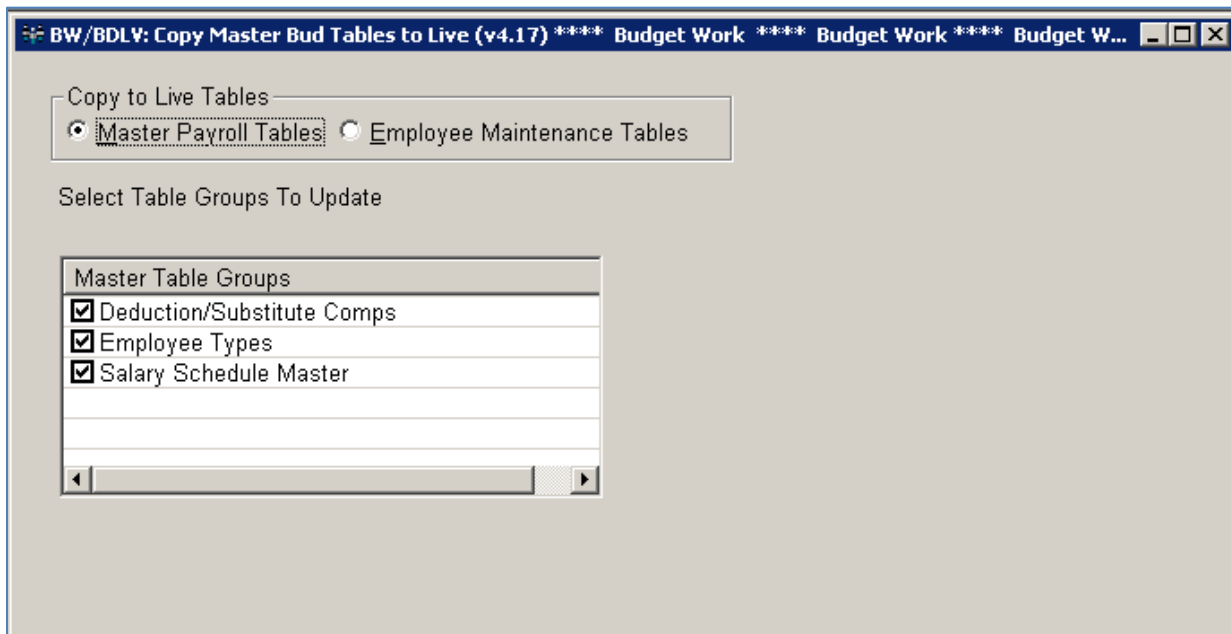 BW/BDLV: Copy Master Bud Tables to Live (v4.17) **** Budget Work **** Budget Work **** Budget W...
Copy to Live Tables
Master Payroll Tables Employee Maintenance Tables
Select Table Groups To Update
Master Table Groups
Deduction/Substitute Comps
Employee Types
Salary Schedule Master